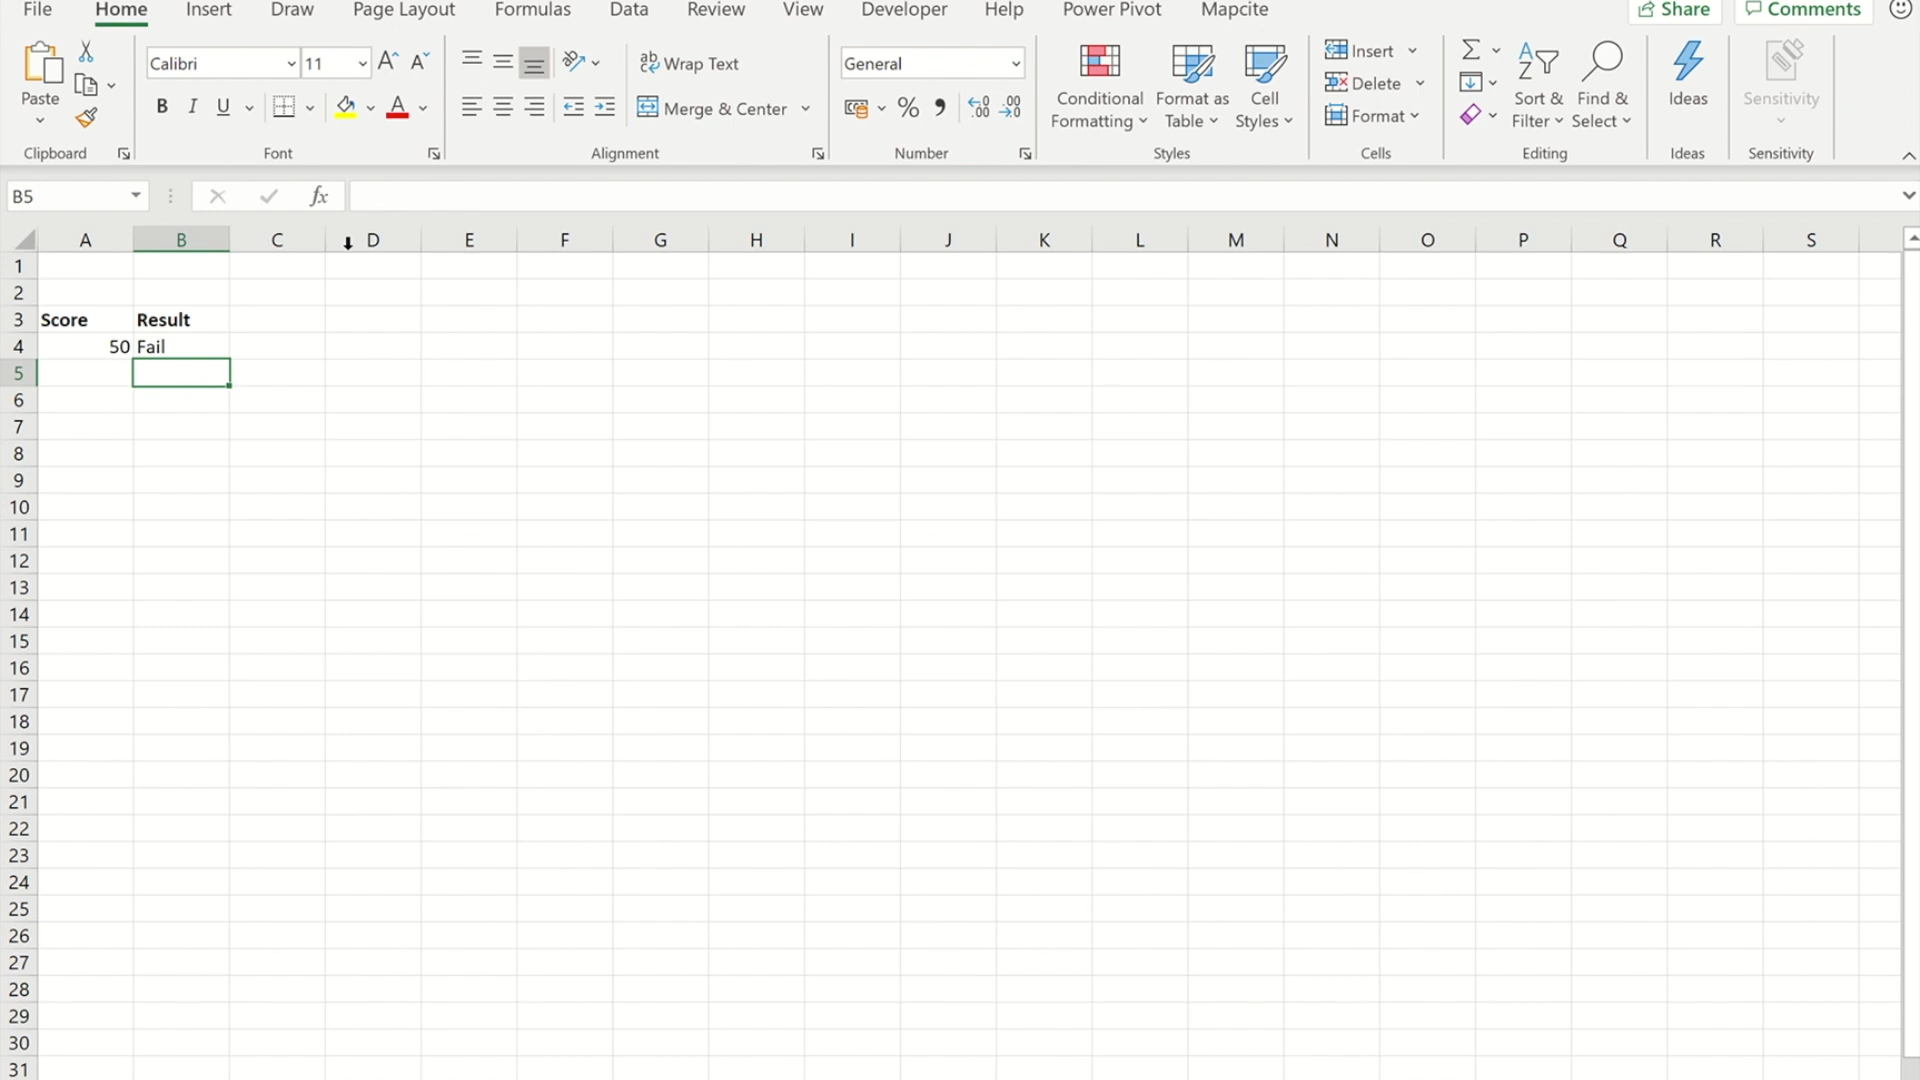 File Home Insert Draw Page Layout Formulas Data Review View Developer Help Power Pivot Mapcite Share Comments
Paste
Calibri 11
B I U A
ab Wrap Text
Merge & Center
General
%
Conditional Formatting
Format as Table
Cell Styles
Insert
Delete
Format
Sort & Filter
Find & Select
Ideas
Sensitivity
Clipboard Font Alignment Number Styles Cells Editing Ideas Sensitivity
B5 fx
A B C D E F G H I J K L M N O P Q R S
1
2
3 Score Result
4 50 Fail
5
6
7
8
9
10
11
12
13
14
15
16
17
18
19
20
21
22
23
24
25
26
27
28
29
30
31